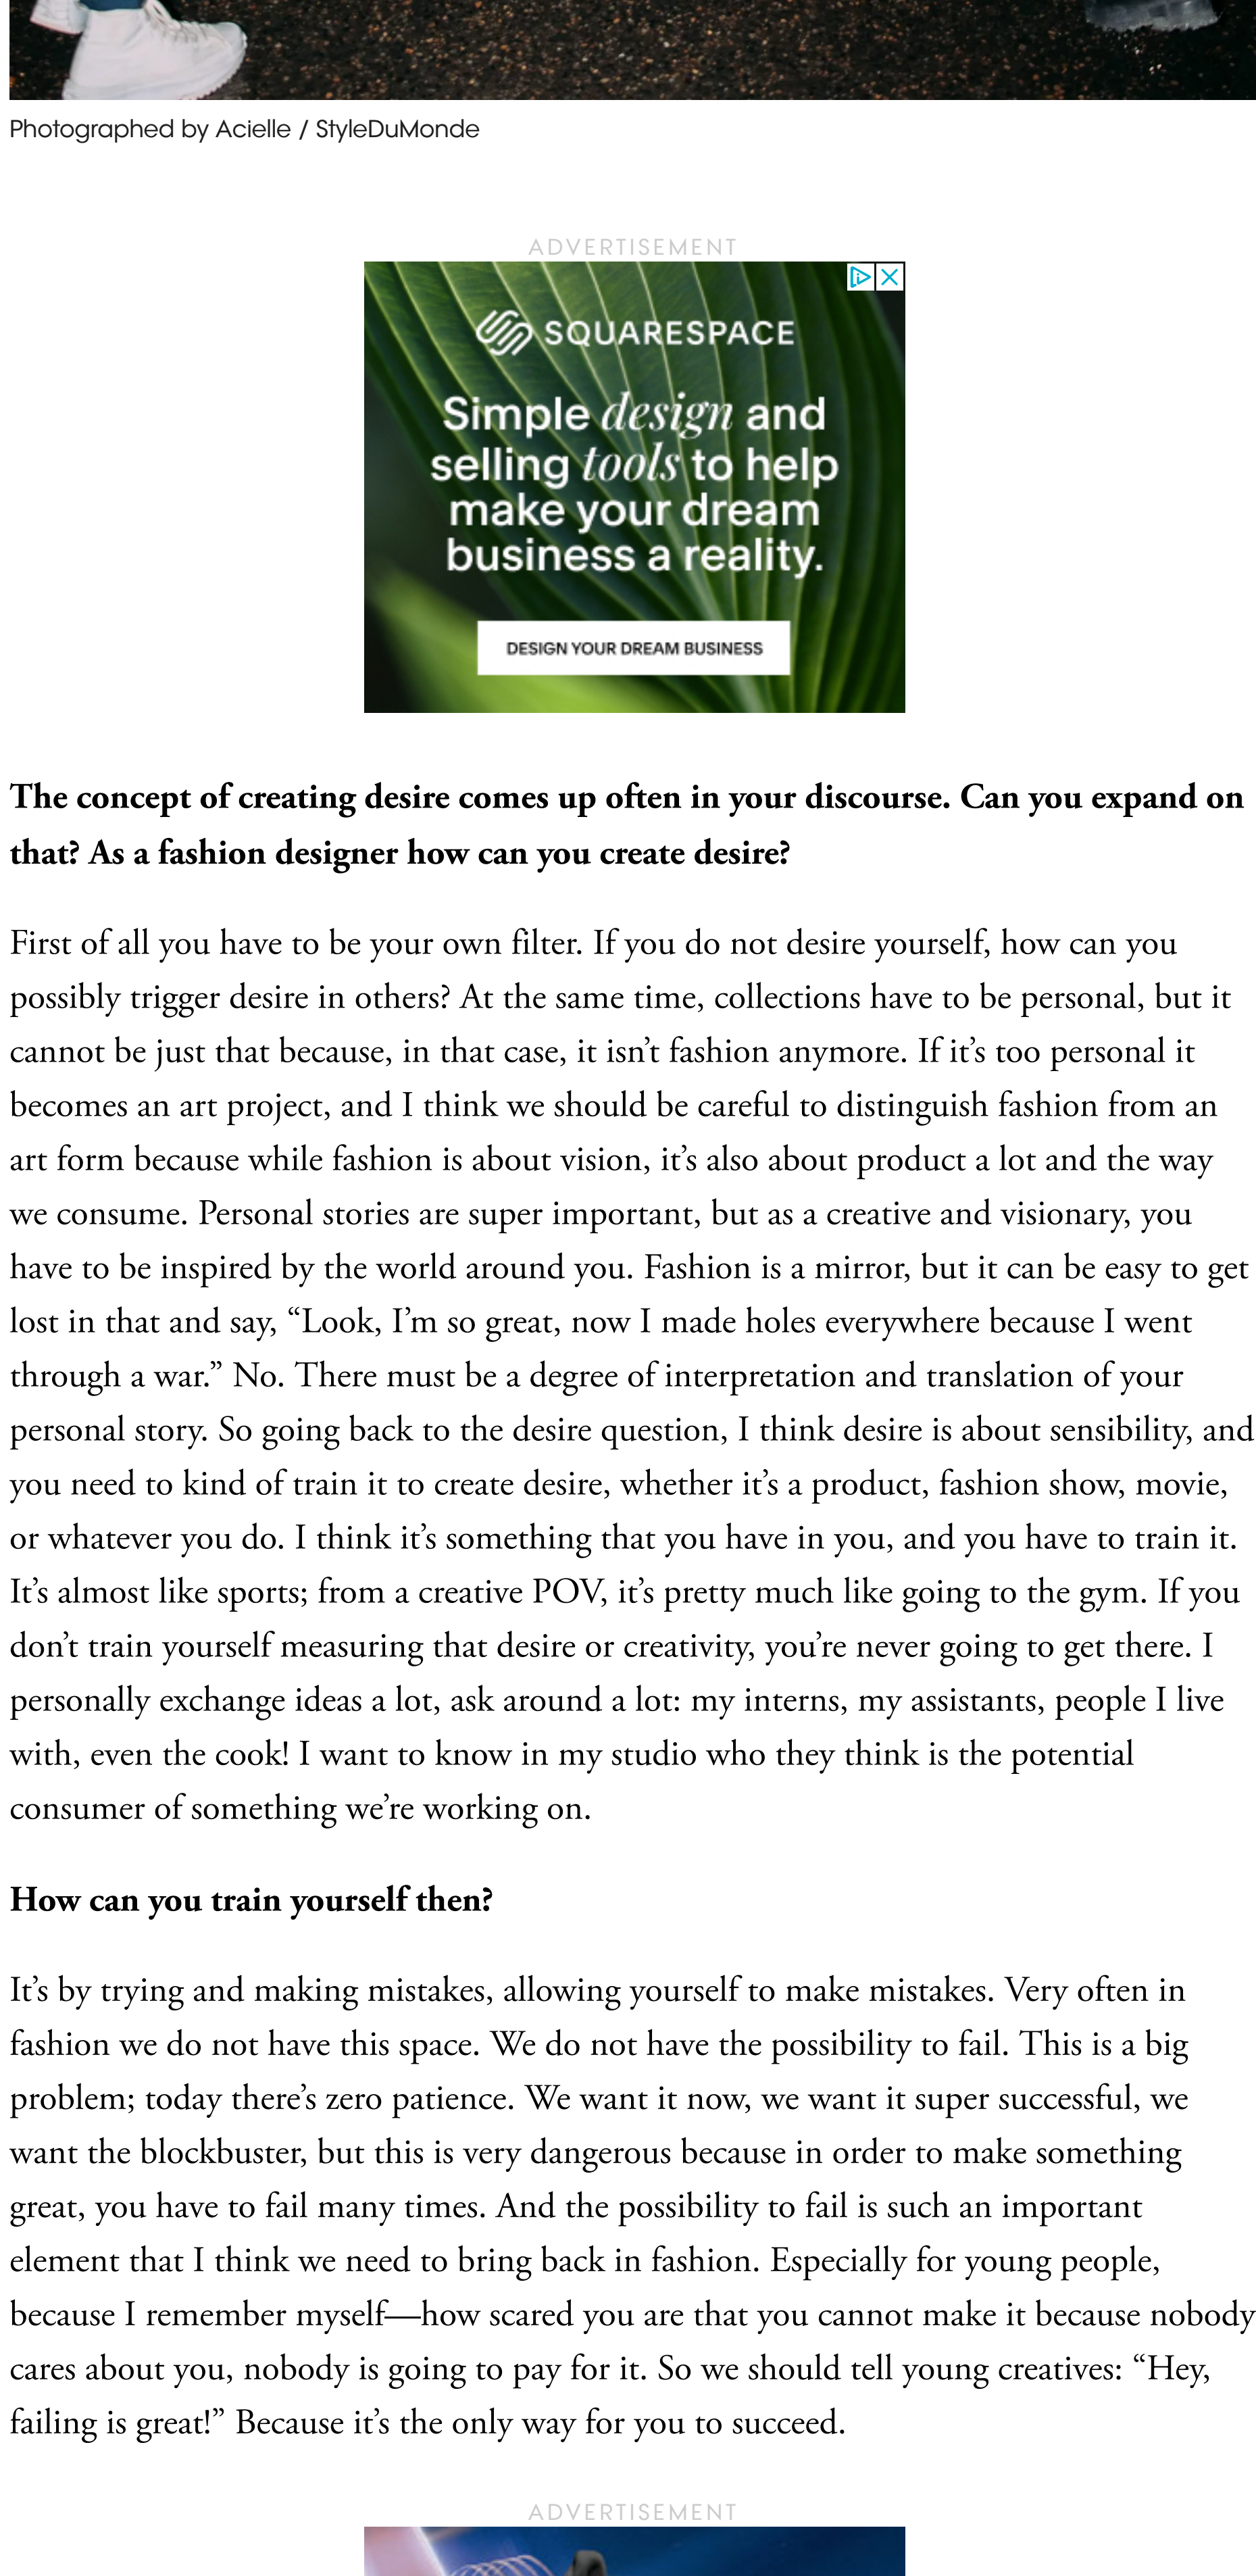 Photographed by Acielle / StyleDuMonde
ADVERTISEMENT
SQUARESPACE
Simple design and
selling tools to help
make your dream
business a reality.
DESIGN YOUR DREAM BUSINESS
The concept of creating desire comes up often in your discourse. Can you expand on
that? As a fashion designer how can you create desire?
First of all you have to be your own filter. If you do not desire yourself, how can you
possibly trigger desire in others? At the same time, collections have to be personal, but it
cannot be just that because, in that case, it isn’t fashion anymore. If it’s too personal it
becomes an art project, and I think we should be careful to distinguish fashion from an
art form because while fashion is about vision, it’s also about product a lot and the way
we consume. Personal stories are super important, but as a creative and visionary, you
have to be inspired by the world around you. Fashion is a mirror, but it can be easy to get
lost in that and say, “Look, I’m so great, now I made holes everywhere because I went
through a war.” No. There must be a degree of interpretation and translation of your
personal story. So going back to the desire question, I think desire is about sensibility, and
you need to kind of train it to create desire, whether it’s a product, fashion show, movie,
or whatever you do. I think it’s something that you have in you, and you have to train it.
It’s almost like sports; from a creative POV, it’s pretty much like going to the gym. If you
don’t train yourself measuring that desire or creativity, you’re never going to get there. I
personally exchange ideas a lot, ask around a lot: my interns, my assistants, people I live
with, even the cook! I want to know in my studio who they think is the potential
consumer of something we’re working on.
How can you train yourself then?
It’s by trying and making mistakes, allowing yourself to make mistakes. Very often in
fashion we do not have this space. We do not have the possibility to fail. This is a big
problem; today there’s zero patience. We want it now, we want it super successful, we
want the blockbuster, but this is very dangerous because in order to make something
great, you have to fail many times. And the possibility to fail is such an important
element that I think we need to bring back in fashion. Especially for young people,
because I remember myself—how scared you are that you cannot make it because nobody
cares about you, nobody is going to pay for it. So we should tell young creatives: “Hey,
failing is great!” Because it’s the only way for you to succeed.
ADVERTISEMENT